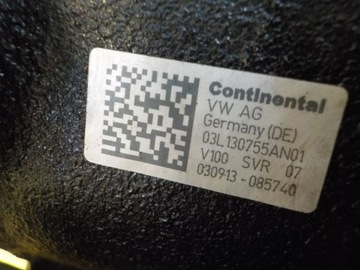 Continental
VW AG
Germany (DE)
03L130755AN01
V100 SVR 07
030913-085740